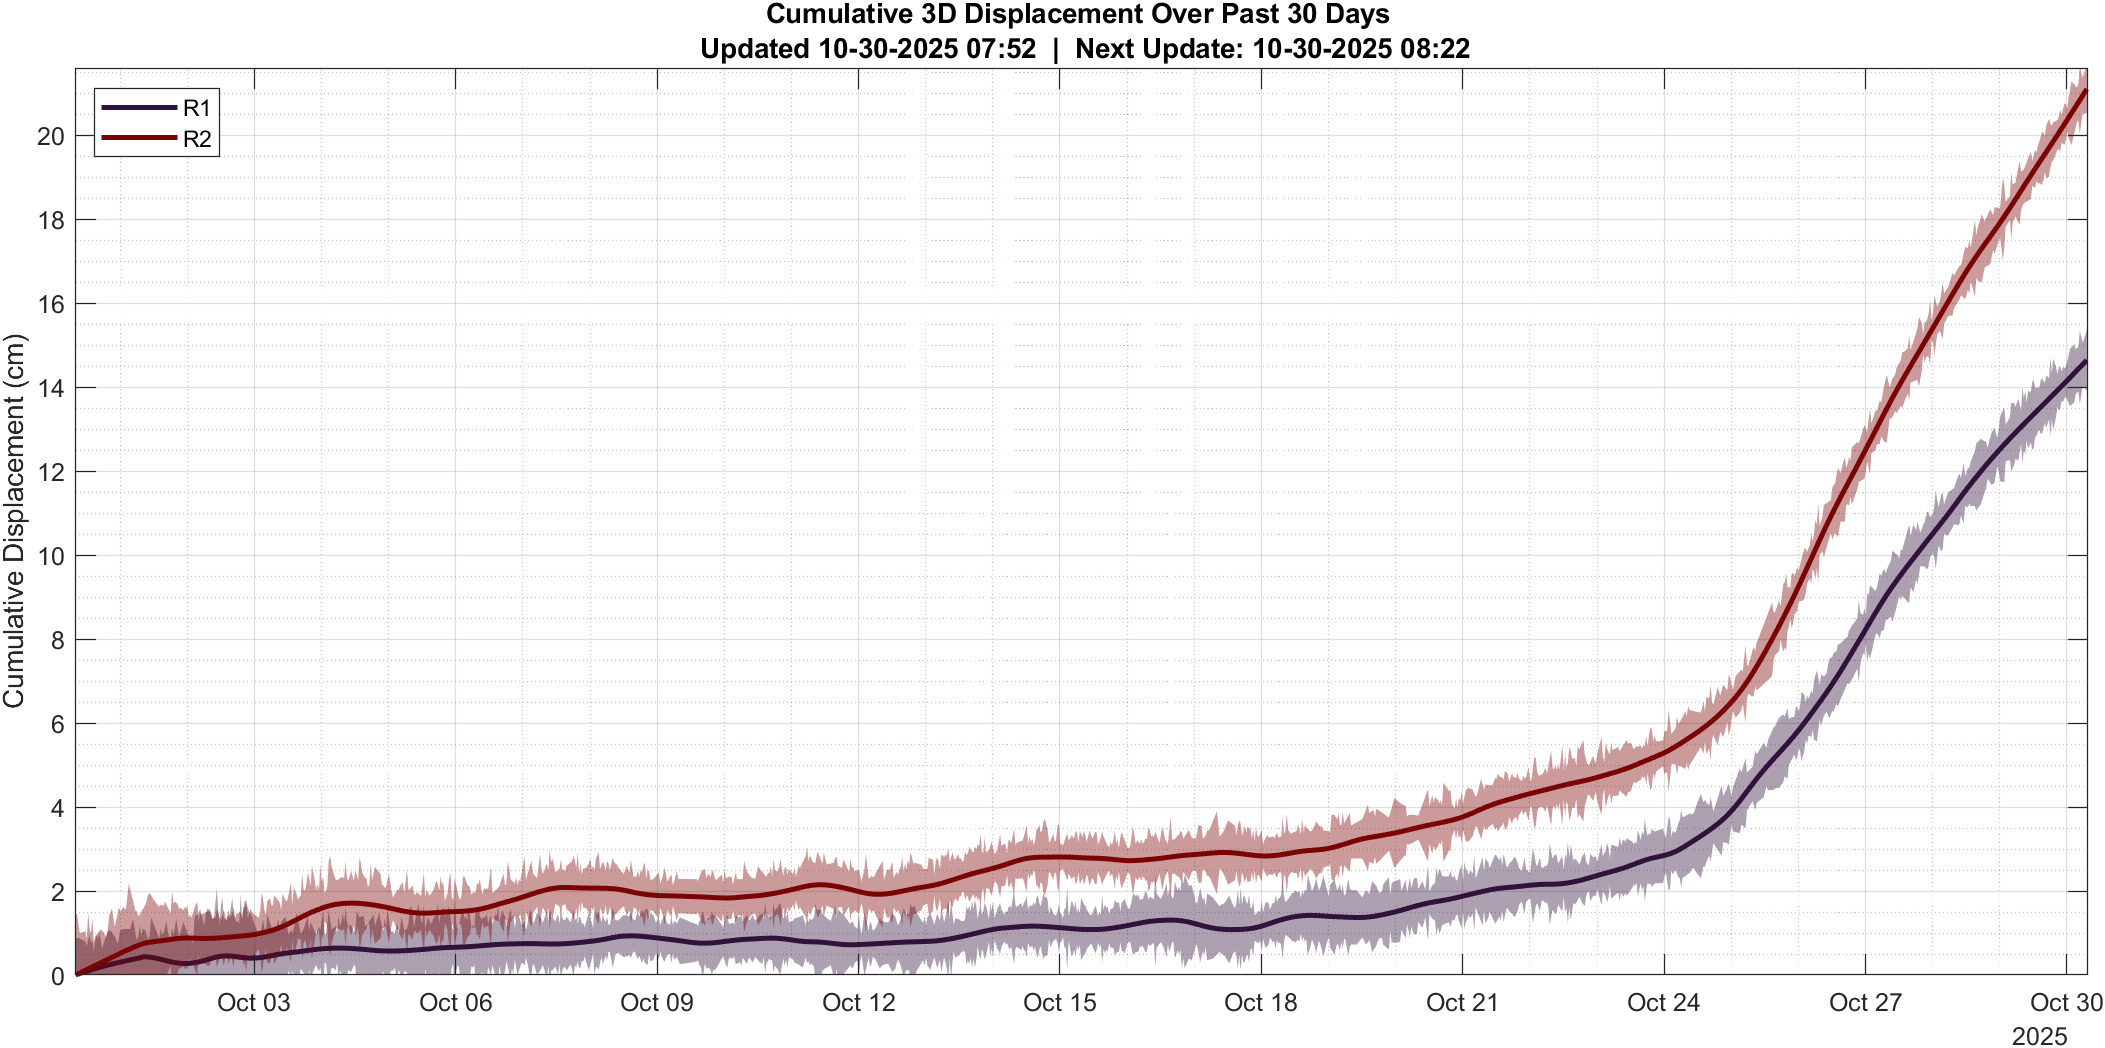 Cumulative 3D Displacement Over Past 30 Days
Updated 10-30-2025 07:52 | Next Update: 10-30-2025 08:22
R1
R2
Cumulative Displacement (cm)
20
18
16
14
12
10
8
6
4
2
0
Oct 03 Oct 06 Oct 09 Oct 12 Oct 15 Oct 18 Oct 21 Oct 24 Oct 27 Oct 30
2025